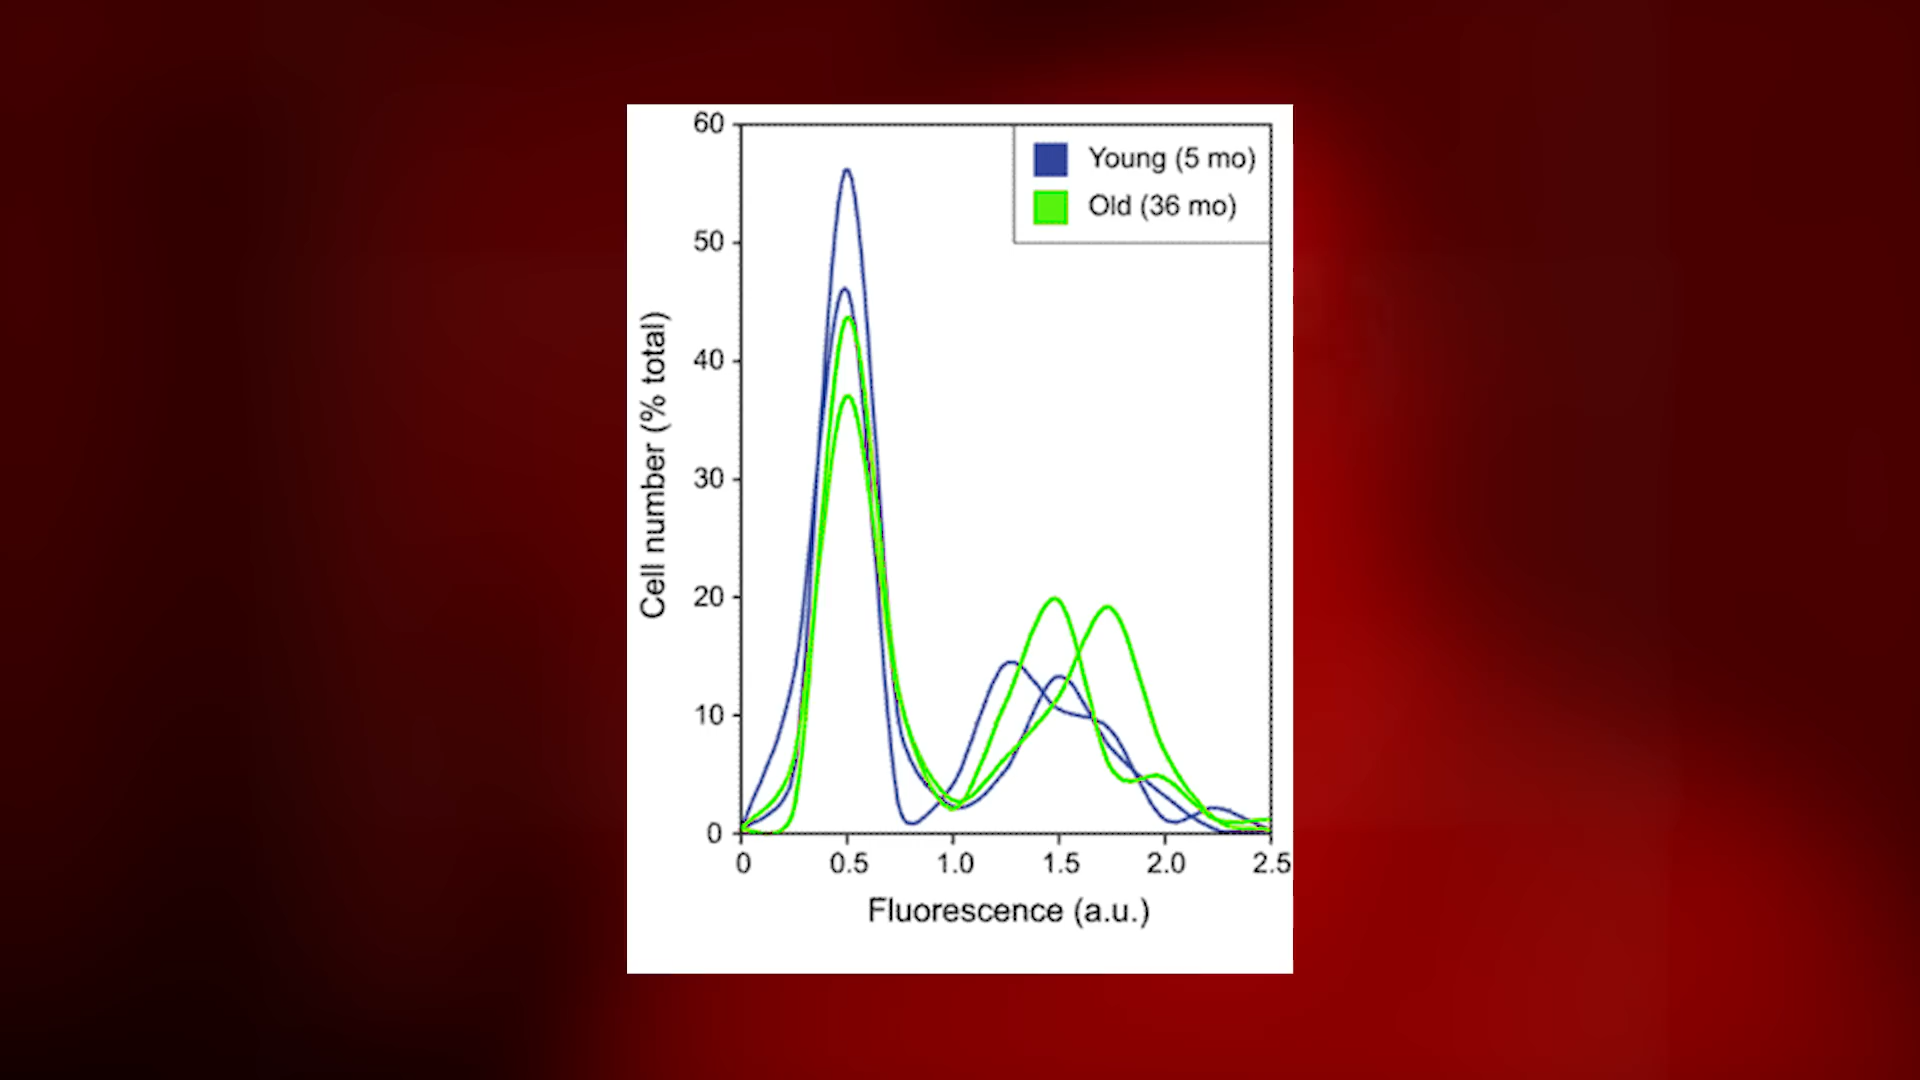 60
50
40
30
20
10
0
Cell number (% total)
Young (5 mo)
Old (36 mo)
0 0.5 1.0 1.5 2.0 2.5
Fluorescence (a.u.)